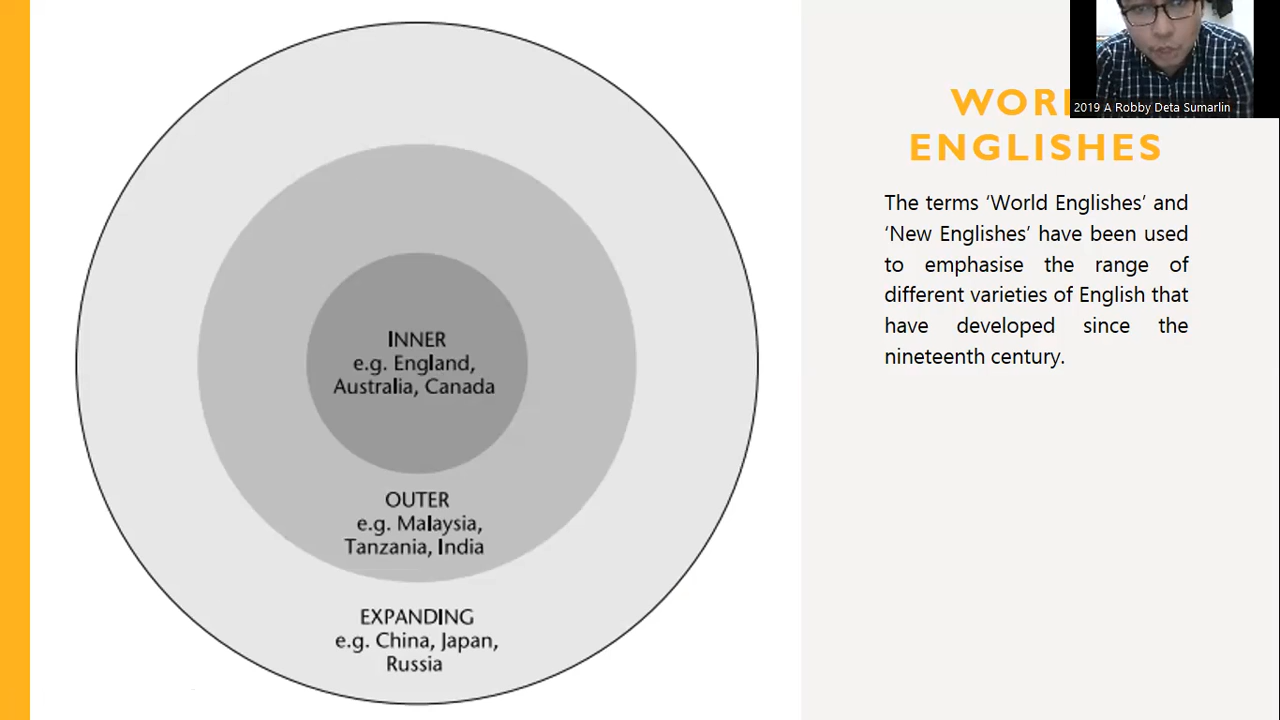 INNER
e.g. England,
Australia, Canada
OUTER
e.g. Malaysia,
Tanzania, India
EXPANDING
e.g. China, Japan,
Russia
2019 A Robby Deta Sumarlin
ENGLISHES
The terms ‘World Englishes’ and
‘New Englishes’ have been used
to emphasise the range of
different varieties of English that
have developed since the
nineteenth century.